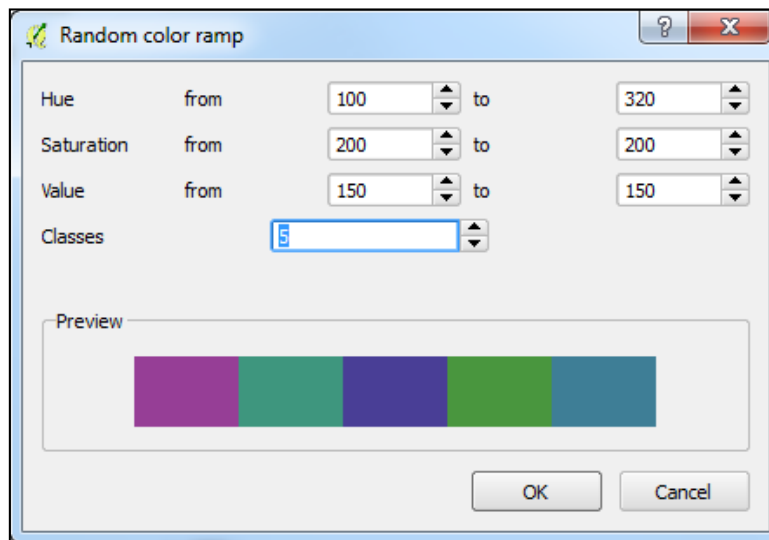 Random color ramp
Hue from 100 to 320
Saturation from 200 to 200
Value from 150 to 150
Classes 5
Preview
OK Cancel